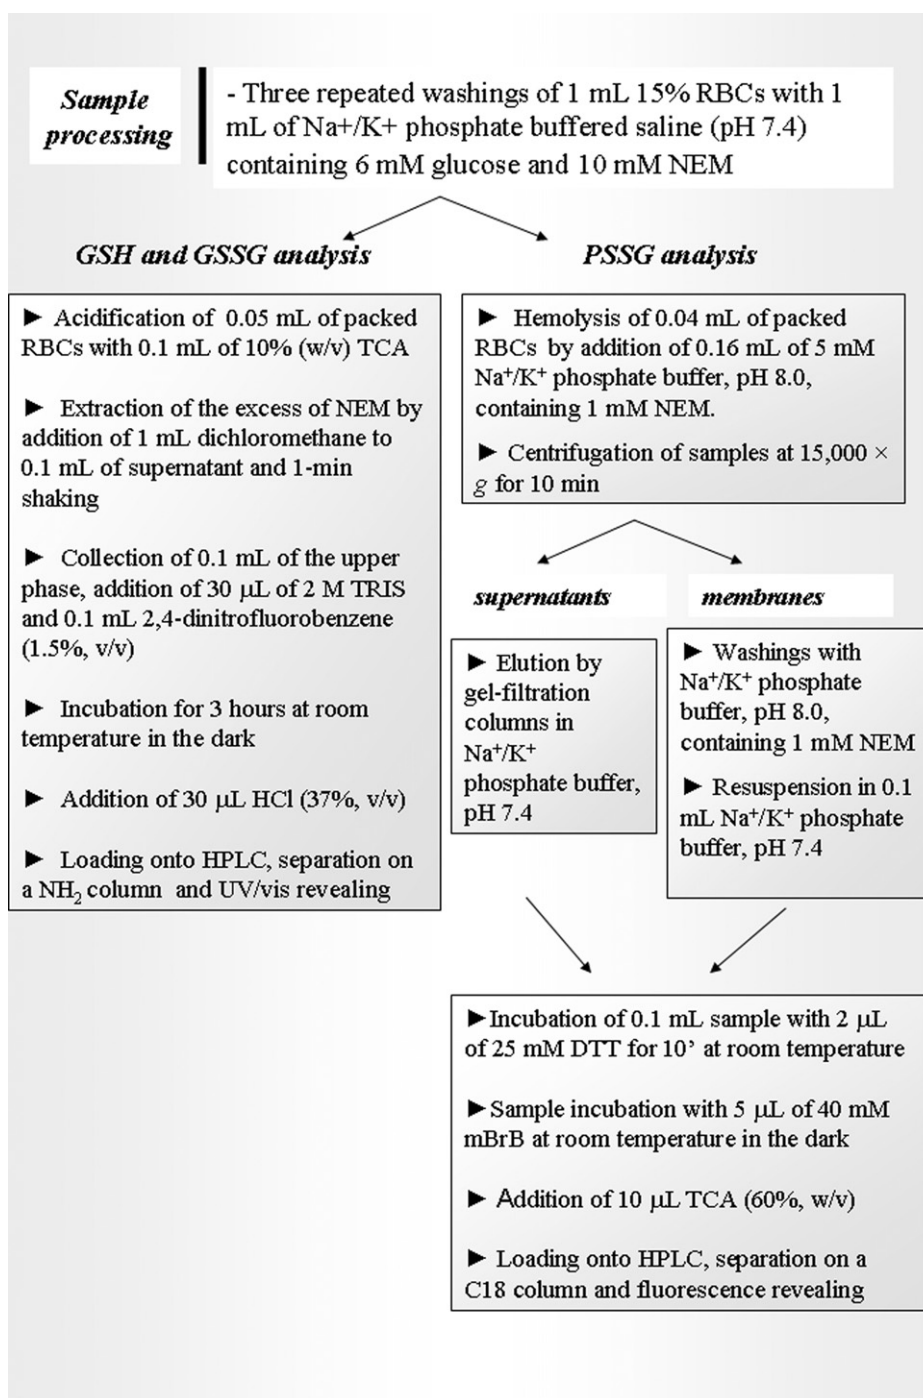 Sample
processing
- Three repeated washings of 1 mL 15% RBCs with 1
mL of Na+/K+ phosphate buffered saline (pH 7.4)
containing 6 mM glucose and 10 mM NEM
GSH and GSSG analysis
► Acidification of 0.05 mL of packed
RBCs with 0.1 mL of 10% (w/v) TCA
► Extraction of the excess of NEM by
addition of 1 mL dichloromethane to
0.1 mL of supernatant and 1-min
shaking
► Collection of 0.1 mL of the upper
phase, addition of 30 µL of 2 M TRIS
and 0.1 mL 2,4-dinitrofluorobenzene
(1.5%, v/v)
► Incubation for 3 hours at room
temperature in the dark
► Addition of 30 µL HCl (37%, v/v)
► Loading onto HPLC, separation on
a NH₂ column and UV/vis revealing
PSSG analysis
► Hemolysis of 0.04 mL of packed
RBCs by addition of 0.16 mL of 5 mM
Na⁺/K⁺ phosphate buffer, pH 8.0,
containing 1 mM NEM.
► Centrifugation of samples at 15,000 ×
g for 10 min
supernatants
► Elution by
gel-filtration
columns in
Na⁺/K⁺
phosphate buffer,
pH 7.4
membranes
► Washings with
Na⁺/K⁺ phosphate
buffer, pH 8.0,
containing 1 mM NEM
► Resuspension in 0.1
mL Na⁺/K⁺ phosphate
buffer, pH 7.4
►Incubation of 0.1 mL sample with 2 µL
of 25 mM DTT for 10’ at room temperature
►Sample incubation with 5 µL of 40 mM
mBrB at room temperature in the dark
► Addition of 10 µL TCA (60%, w/v)
► Loading onto HPLC, separation on a
C18 column and fluorescence revealing